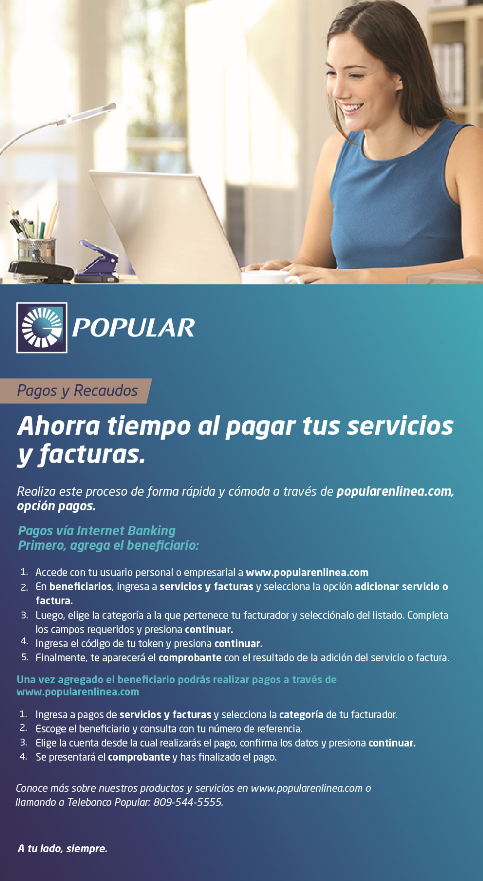 POPULAR
Pagos y Recaudos
Ahorra tiempo al pagar tus servicios
y facturas.
Realiza este proceso de forma rápida y cómoda a través de popularenlinea.com,
opción pagos.
Pagos vía Internet Banking
Primero, agrega el beneficiario:
1. Accede con tu usuario personal o empresarial a www.popularenlinea.com
2. En beneficiarios, ingresa a servicios y facturas y selecciona la opción adicionar servicio o
factura.
3. Luego, elige la categoría a la que pertenece tu facturador y selecciónalo del listado. Completa
los campos requeridos y presiona continuar.
4. Ingresa el código de tu token y presiona continuar.
5. Finalmente, te aparecerá el comprobante con el resultado de la adición del servicio o factura.
Una vez agregado el beneficiario podrás realizar pagos a través de
www.popularenlinea.com
1. Ingresa a pagos de servicios y facturas y selecciona la categoría de tu facturador.
2. Escoge el beneficiario y consulta con tu número de referencia.
3. Elige la cuenta desde la cual realizarás el pago, confirma los datos y presiona continuar.
4. Se presentará el comprobante y has finalizado el pago.
Conoce más sobre nuestros productos y servicios en www.popularenlinea.com o
llamando a Telebanco Popular: 809-544-5555.
A tu lado, siempre.